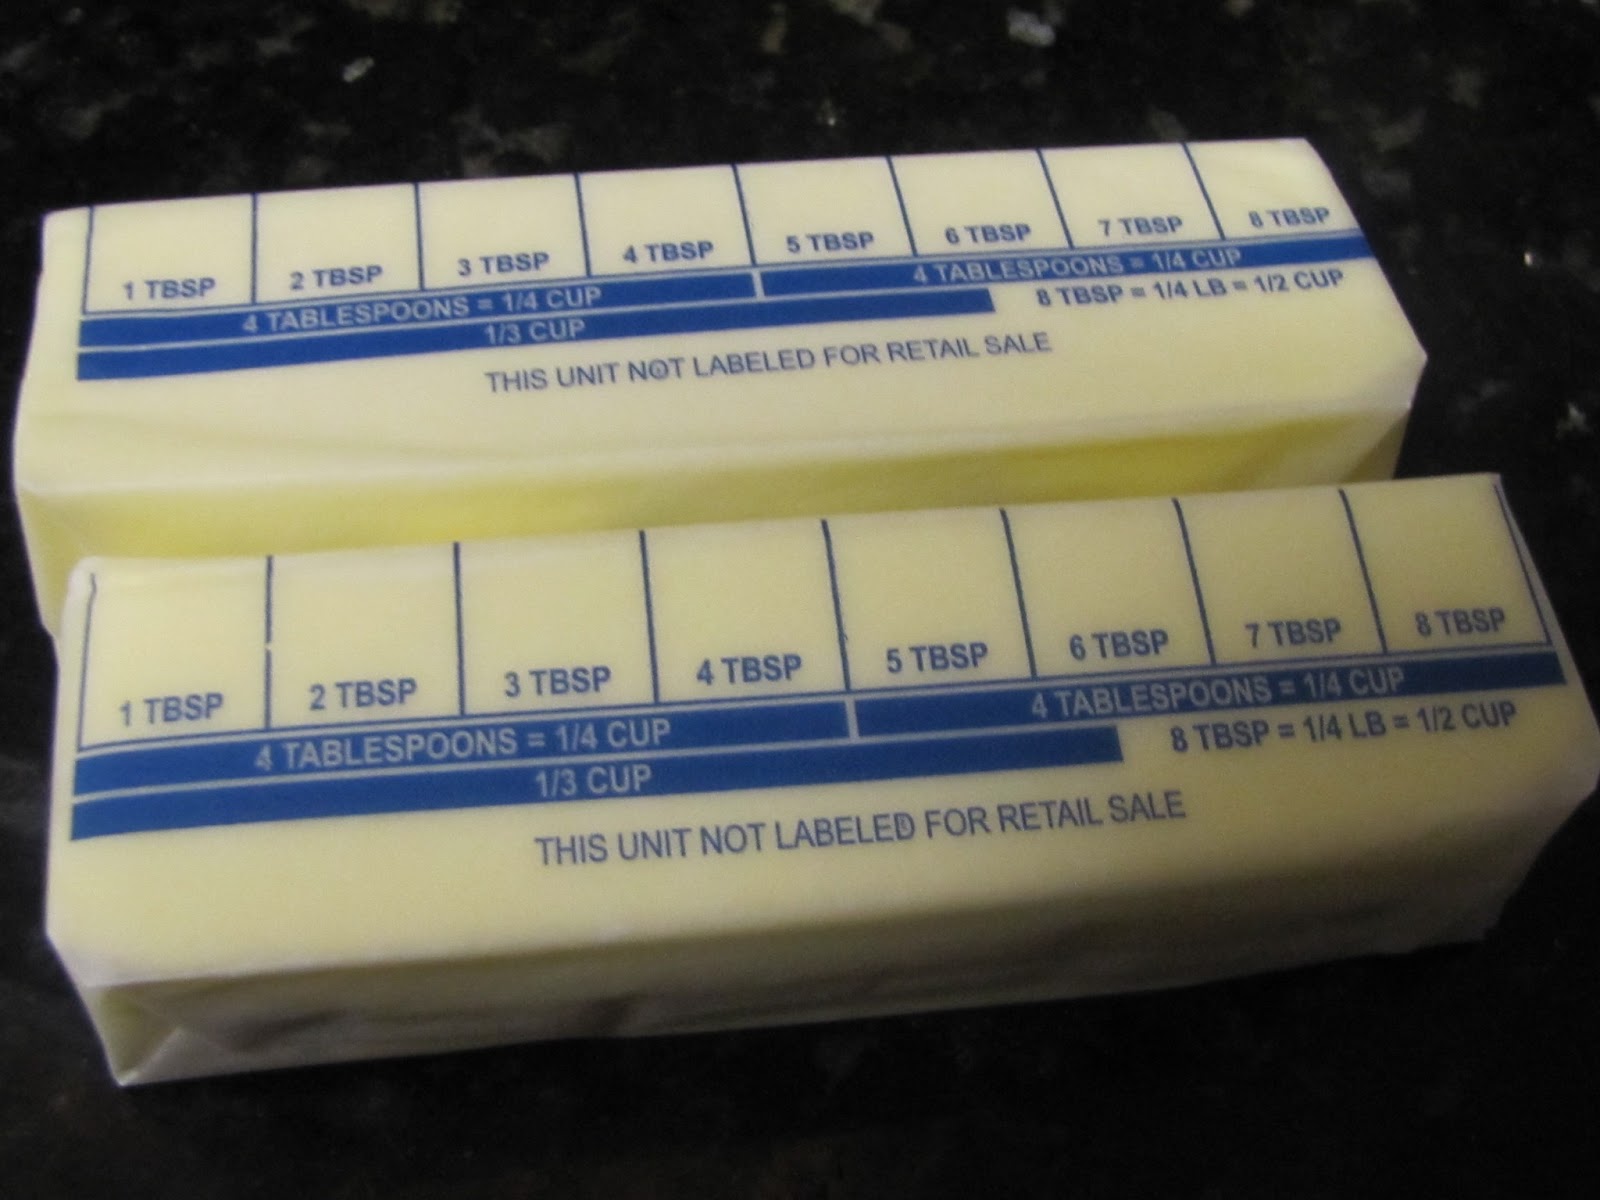 1 TBSP 2 TBSP 3 TBSP 4 TBSP 5 TBSP 6 TBSP 7 TBSP 8 TBSP
4 TABLESPOONS = 1/4 CUP 4 TABLESPOONS = 1/4 CUP
1/3 CUP 8 TBSP = 1/4 LB = 1/2 CUP
THIS UNIT NOT LABELED FOR RETAIL SALE
1 TBSP 2 TBSP 3 TBSP 4 TBSP 5 TBSP 6 TBSP 7 TBSP 8 TBSP
4 TABLESPOONS = 1/4 CUP 4 TABLESPOONS = 1/4 CUP
1/3 CUP 8 TBSP = 1/4 LB = 1/2 CUP
THIS UNIT NOT LABELED FOR RETAIL SALE